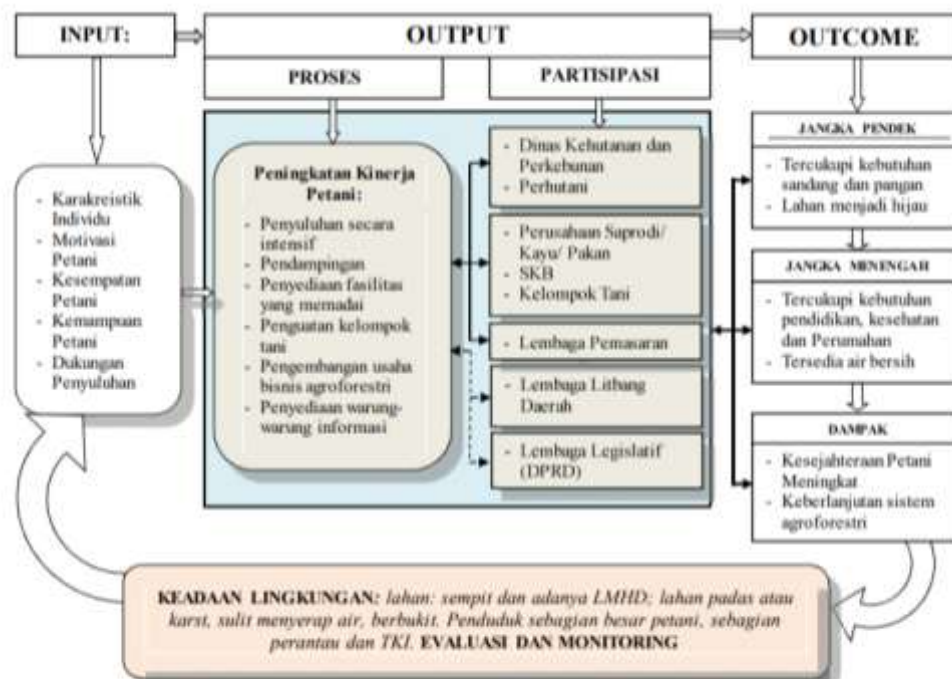 INPUT:
OUTPUT
OUTCOME
PROSES
PARTISIPASI
- Karakreistik
Individu
- Motivasi
Petani
- Kesempatan
Petani
- Kemampuan
Petani
- Dukungan
Penyuluhan
Peningkatan Kinerja
Petani:
- Penyuluhan secara
intensif
- Pendampingan
- Penyediaan fasilitas
yang memadai
- Penguatan kelompok
tani
- Pengembangan usaha
bisnis agroforestri
- Penyediaan warung-
warung informasi
- Dinas Kehutanan dan
Perkebunan
- Perhutani
- Perusahaan Saprodi/
Kayu/ Pakan
- SKB
- Kelompok Tani
- Lembaga Pemasaran
- Lembaga Litbang
Daerah
- Lembaga Legislatif
(DPRD)
JANGKA PENDEK
- Tercukupi kebutuhan
sandang dan pangan
- Lahan menjadi hijau
JANGKA MENENGAH
- Tercukupi kebutuhan
pendidikan, kesehatan
dan Perumahan
- Tersedia air bersih
DAMPAK
- Kesejahteraan Petani
Meningkat
- Keberlanjutan sistem
agroforestri
KEADAAN LINGKUNGAN: lahan: sempit dan adanya LMHD; lahan padas atau
karst, sulit menyerap air, berbukit. Penduduk sebagian besar petani, sebagian
perantau dan TKI. EVALUASI DAN MONITORING